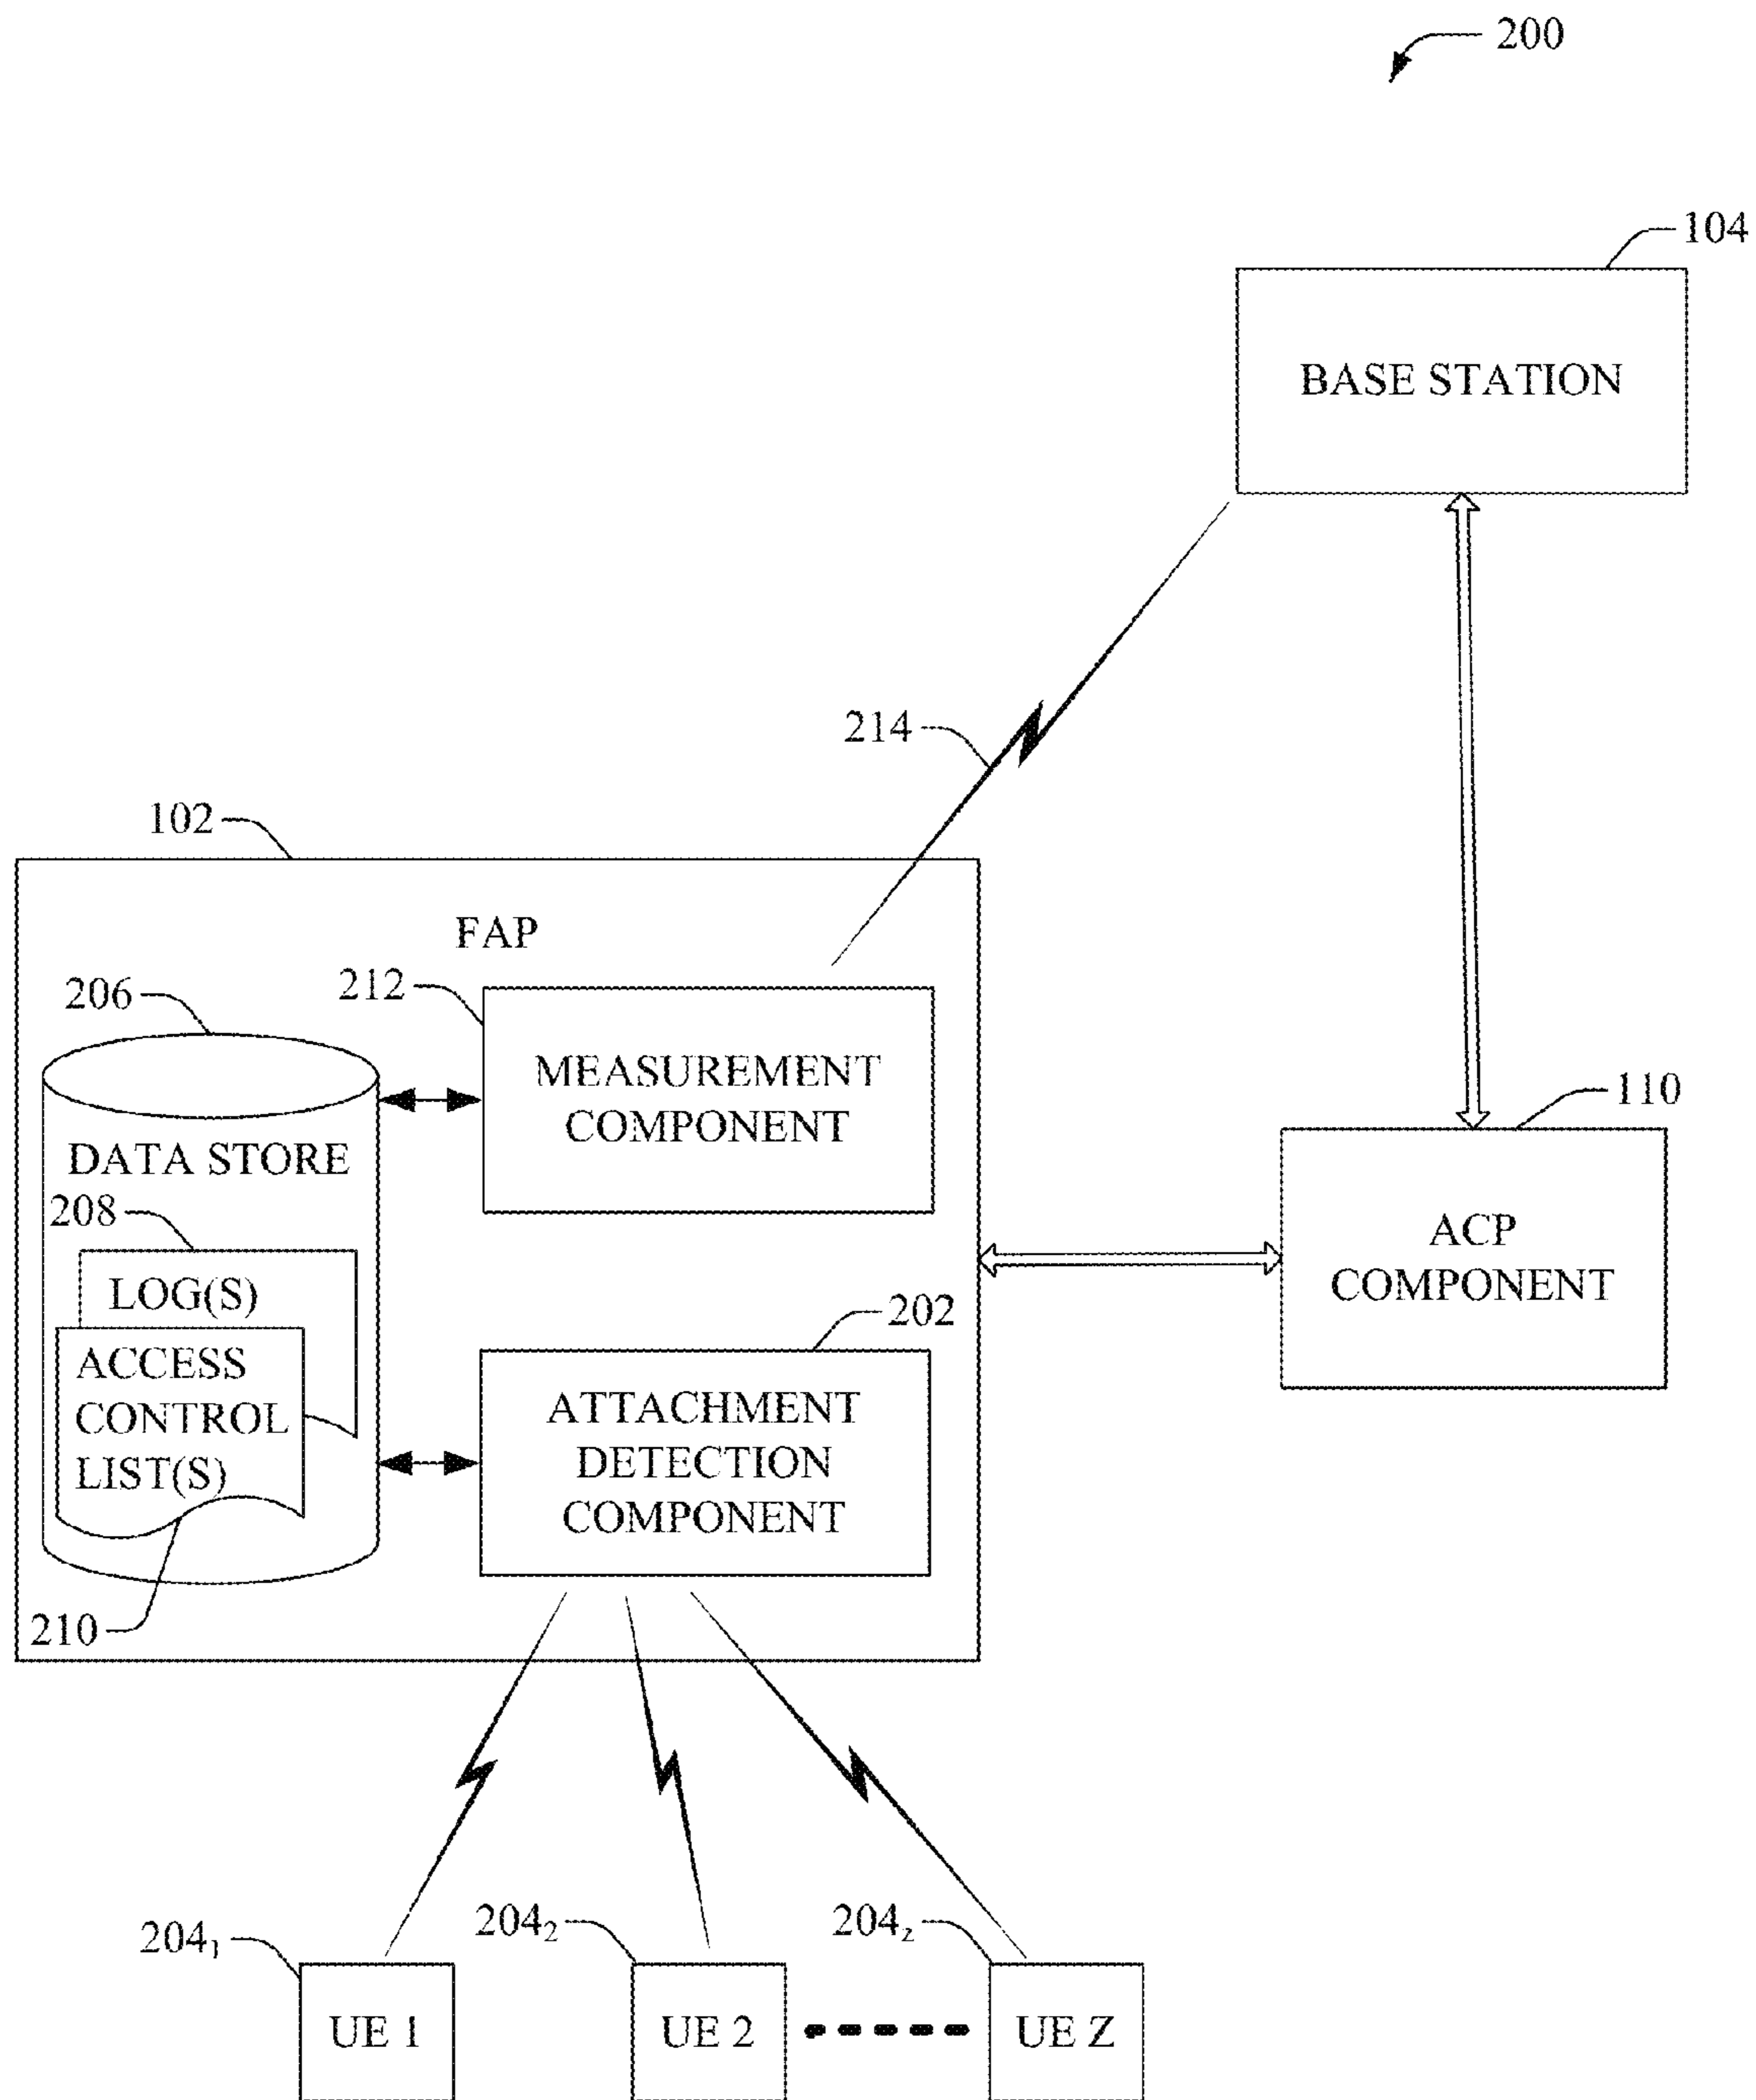 200
104
BASE STATION
214
102
FAP
206
212
MEASUREMENT
COMPONENT
DATA STORE
208
LOG(S)
ACCESS
CONTROL
LIST(S)
210
110
ACP
COMPONENT
202
ATTACHMENT
DETECTION
COMPONENT
204₁
204₂
204z
UE 1
UE 2
UE Z